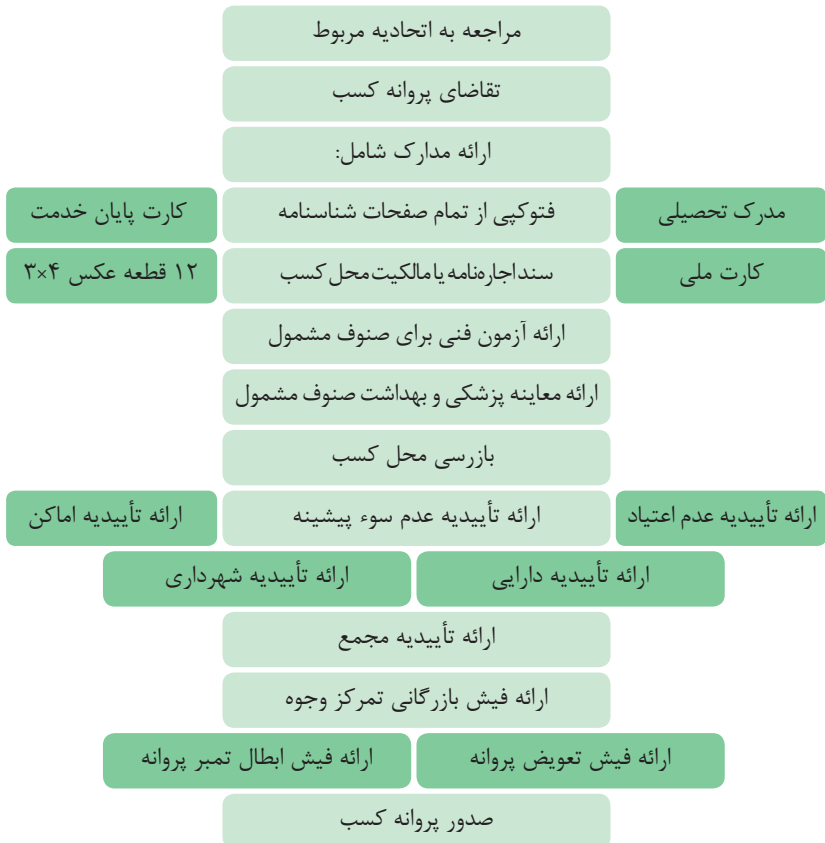 مراجعه به اتحادیه مربوط
تقاضای پروانه کسب
ارائه مدارک شامل:
مدرک تحصیلی
فتوکپی از تمام صفحات شناسنامه
کارت پایان خدمت
کارت ملی
سند اجاره‌نامه یا مالکیت محل کسب
۱۲ قطعه عکس ۴×۳
ارائه آزمون فنی برای صنوف مشمول
ارائه معاینه پزشکی و بهداشت صنوف مشمول
بازرسی محل کسب
ارائه تأییدیه عدم اعتیاد
ارائه تأییدیه عدم سوء پیشینه
ارائه تأییدیه اماکن
ارائه تأییدیه دارایی
ارائه تأییدیه شهرداری
ارائه تأییدیه مجمع
ارائه فیش بازرگانی تمرکز وجوه
ارائه فیش تعویض پروانه
ارائه فیش ابطال تمبر پروانه
صدور پروانه کسب